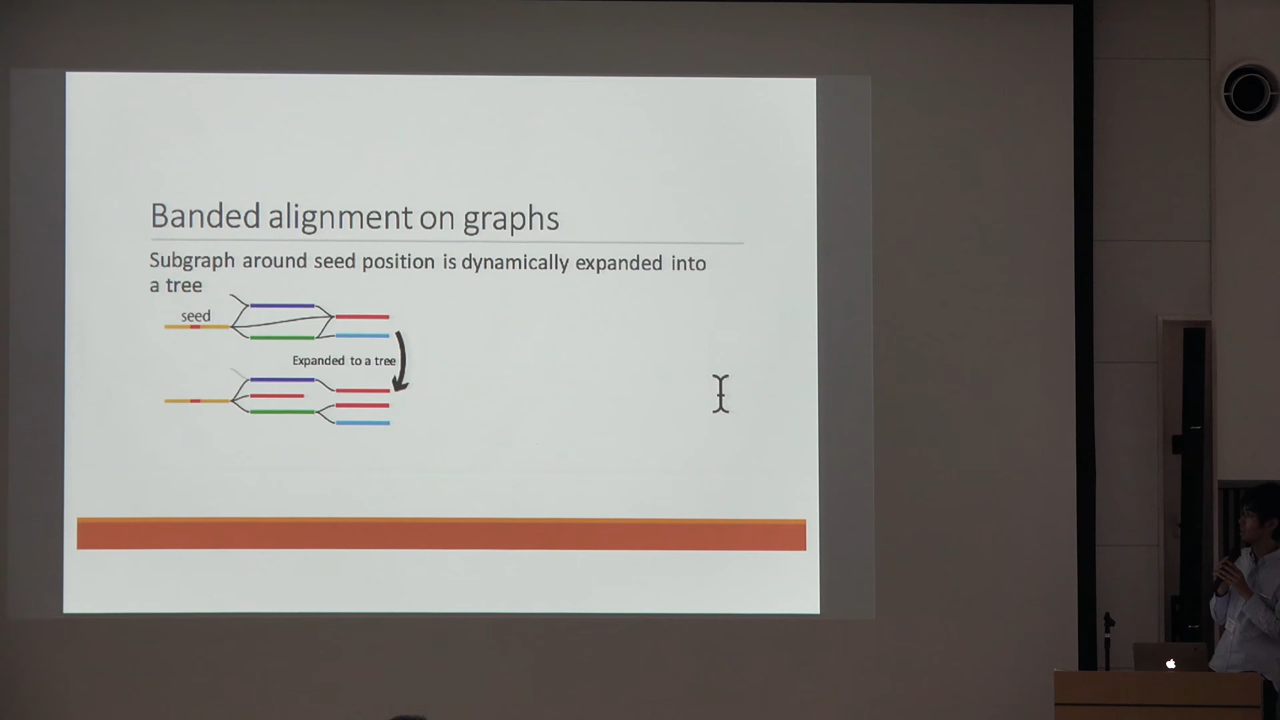 Banded alignment on graphs
Subgraph around seed position is dynamically expanded into
a tree
seed
Expanded to a tree